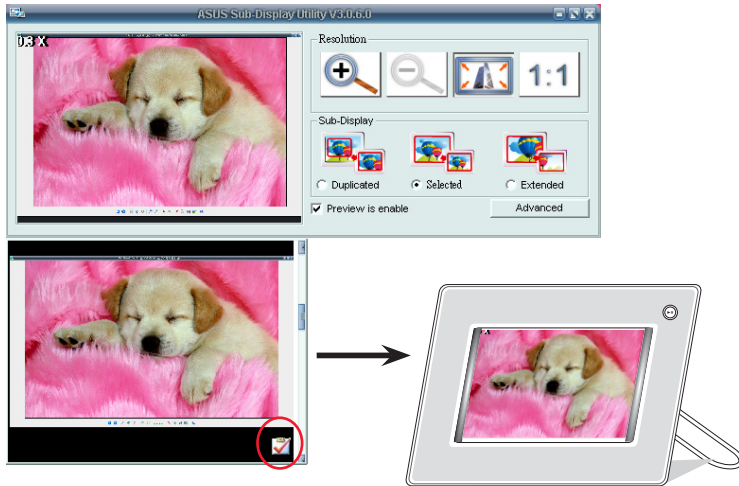 ASUS Sub-Display Utility V3.0.6.0
0.3 X
Resolution
1:1
Sub-Display
Duplicated
Selected
Extended
Preview is enable
Advanced